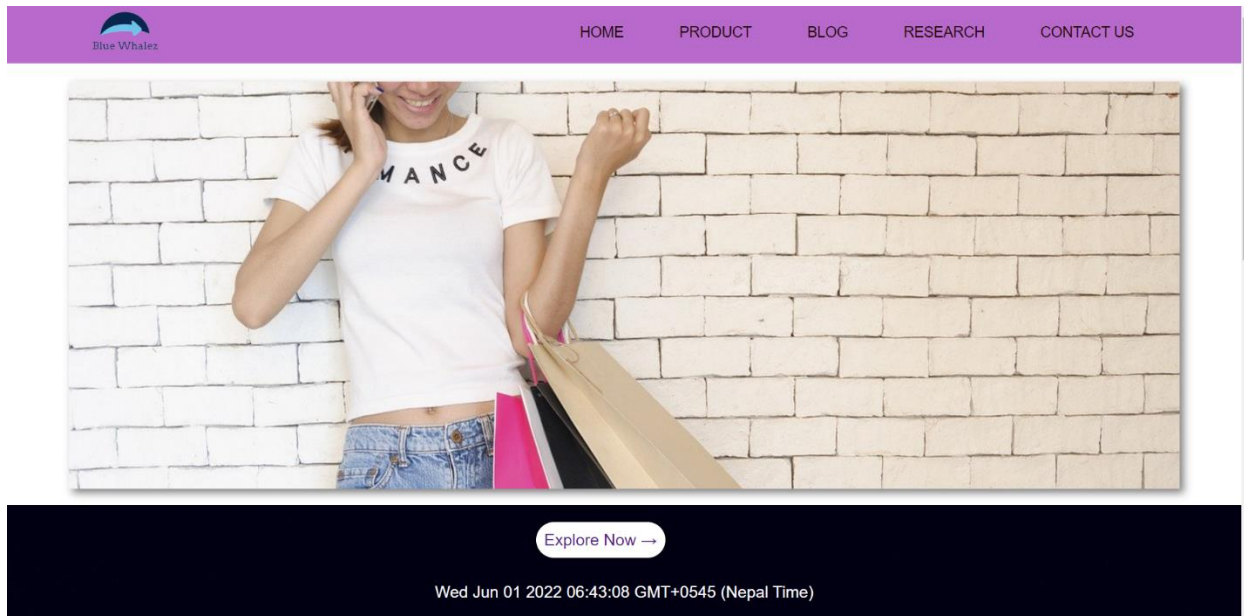 Blue Whalez
HOME PRODUCT BLOG RESEARCH CONTACT US
MANCE
Explore Now →
Wed Jun 01 2022 06:43:08 GMT+0545 (Nepal Time)